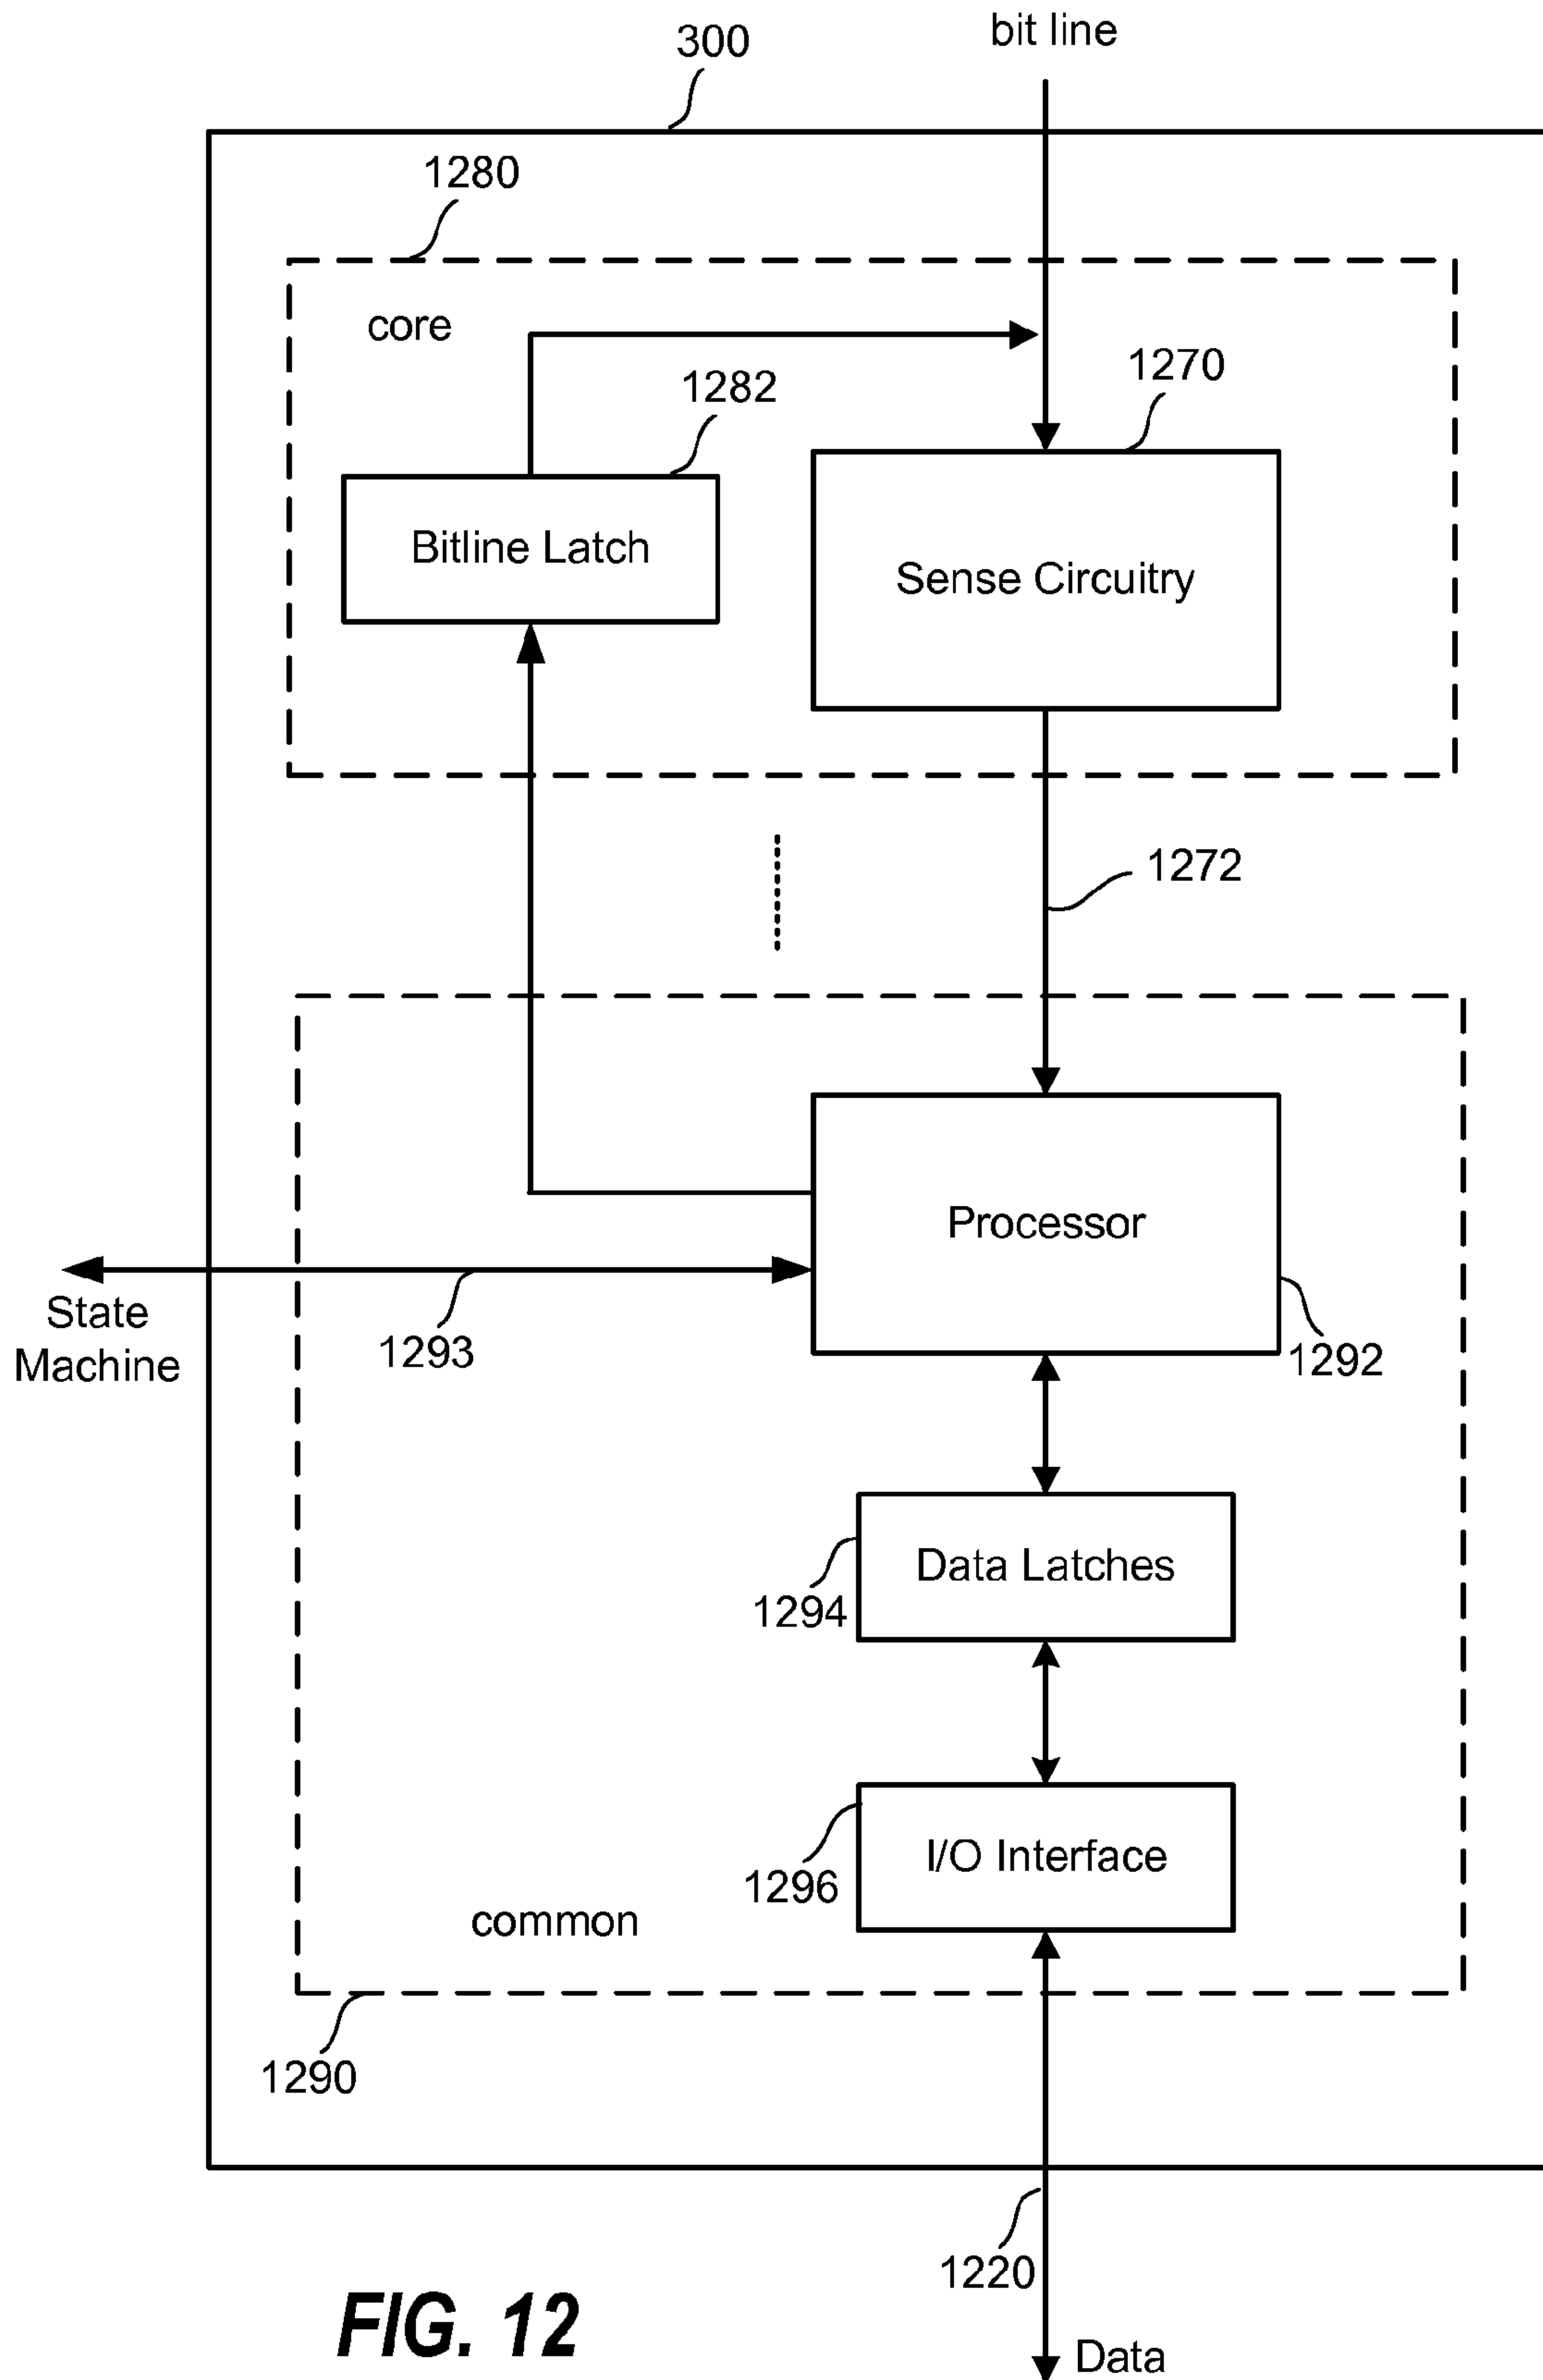 bit line
300
1280
core
1270
1282
Bitline Latch
Sense Circuitry
1272
Processor
State
Machine
1293
1292
Data Latches
1294
I/O Interface
1296
common
1290
1220
FIG. 12
Data